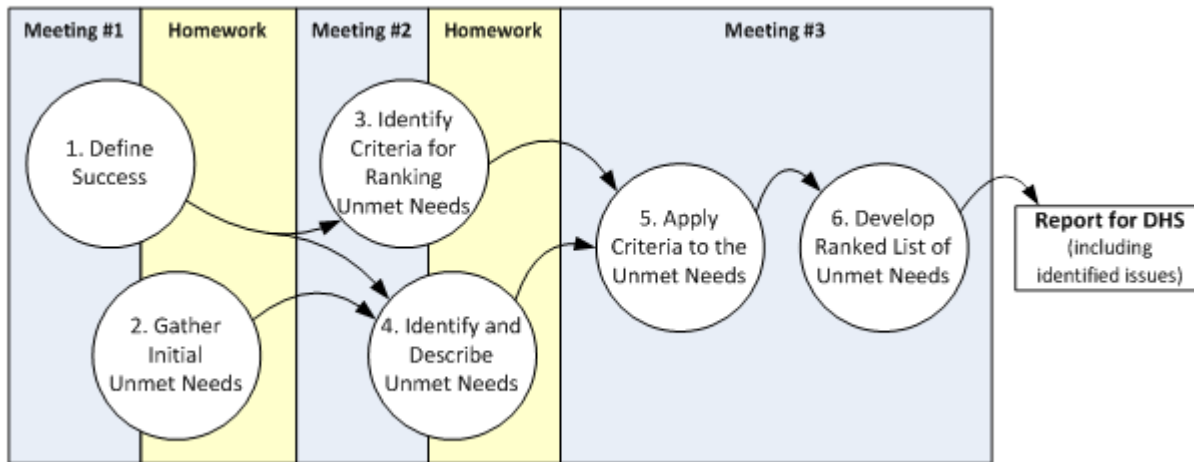 Meeting #1
Homework
Meeting #2
Homework
Meeting #3
1. Define
Success
2. Gather
Initial
Unmet Needs
3. Identify
Criteria for
Ranking
Unmet Needs
4. Identify and
Describe
Unmet Needs
5. Apply
Criteria to the
Unmet Needs
6. Develop
Ranked List of
Unmet Needs
Report for DHS
(including
identified issues)